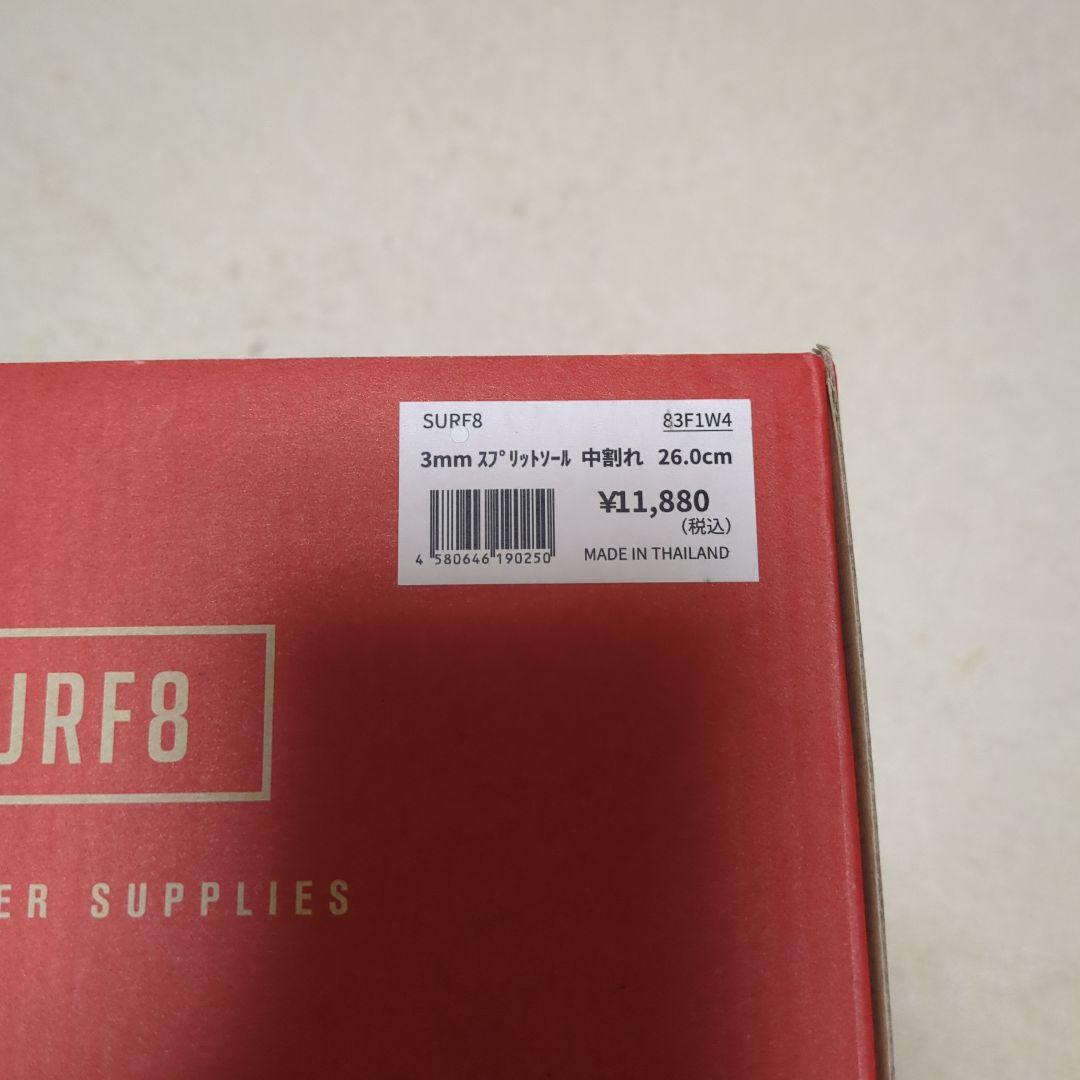 SURF8 83F1W4
3mm ｽﾌﾟﾘｯﾄｿｰﾙ 中割れ 26.0cm
¥11,880
(税込)
4 580646 190250
MADE IN THAILAND
URF8
ER SUPPLIES